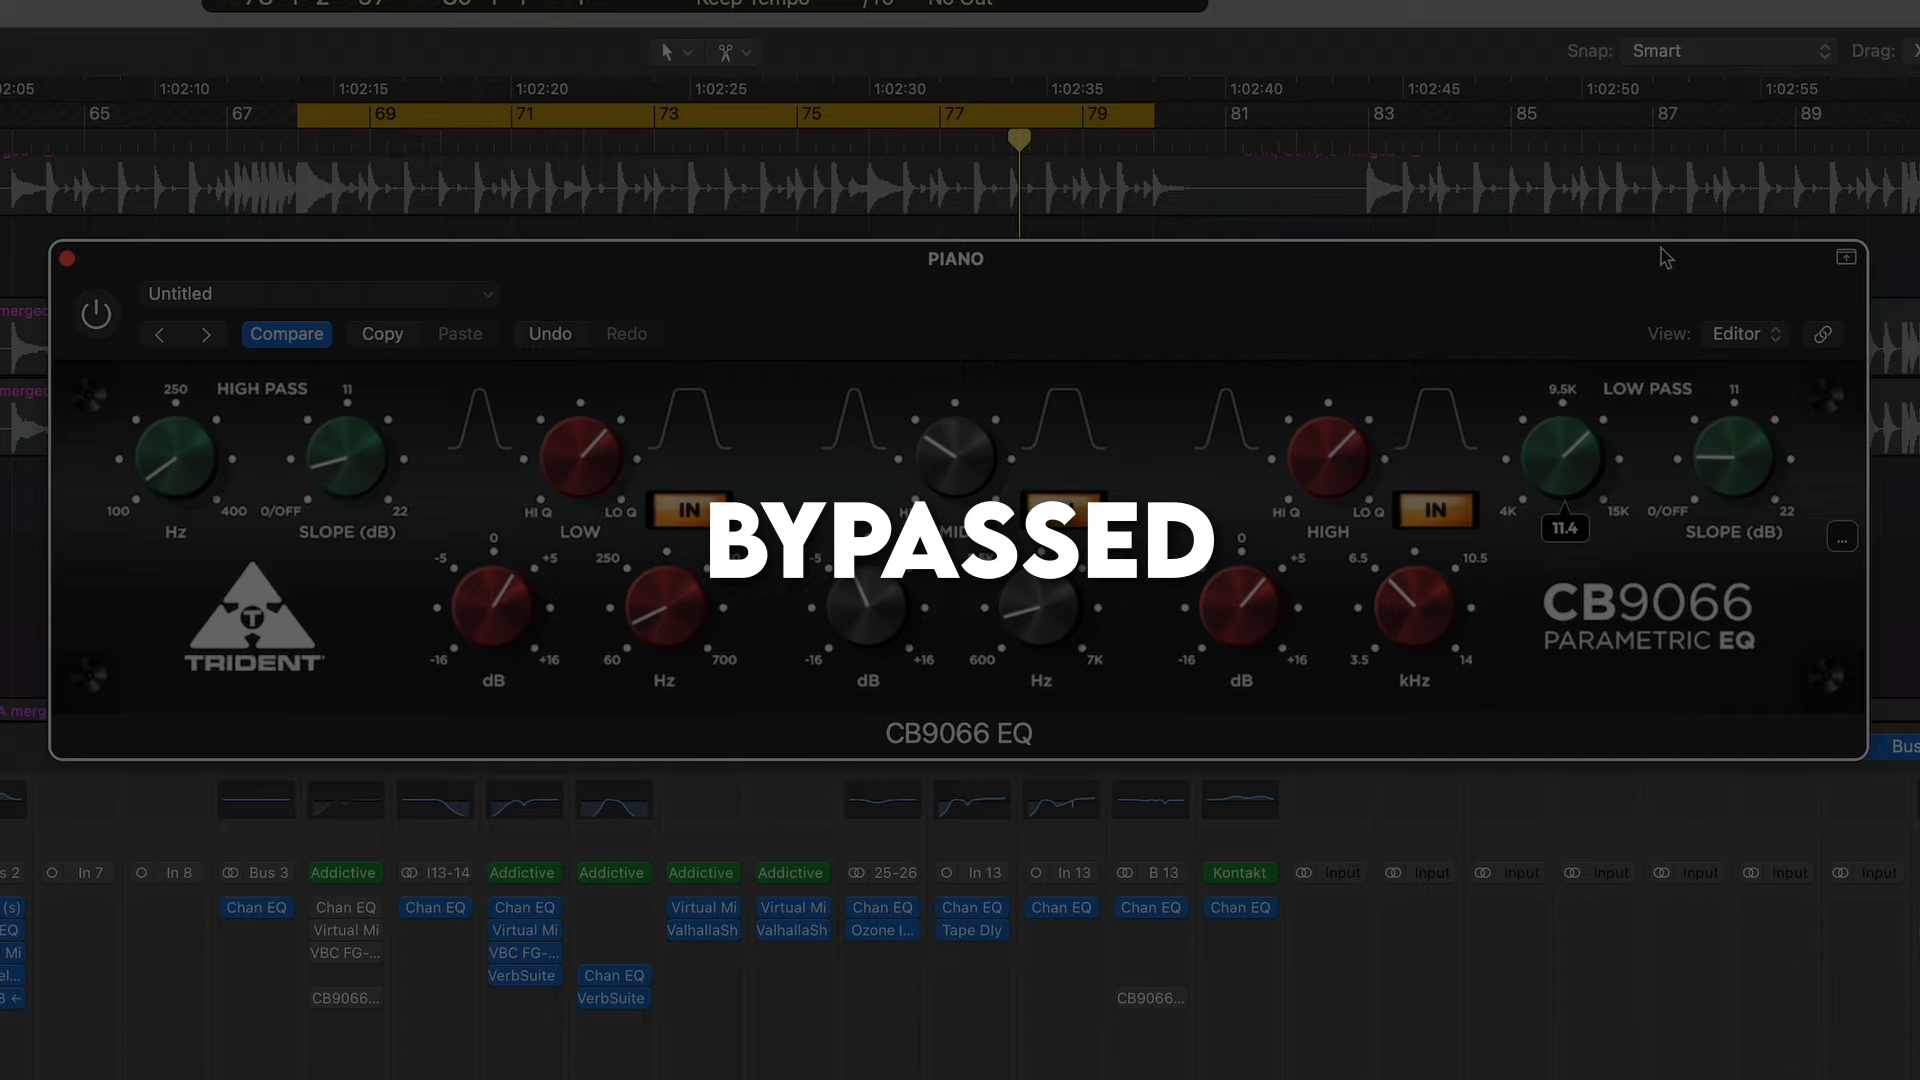 No Out
Snap: Smart Drag:
1:02:10 1:02:15 1:02:20 1:02:25 1:02:30 1:02:35 1:02:40 1:02:45 1:02:50 1:02:55
65 67 69 71 73 75 77 79 81 83 85 87 89
PIANO
Untitled
Compare Copy Paste Undo Redo View: Editor
merged
merged
250 HIGH PASS 11 9.5K LOW PASS 11
100 400 0/OFF 22 HI Q LO Q IN HI Q LO Q IN 4K 15K 0/OFF 22
Hz SLOPE (dB) LOW HIGH 11.4 SLOPE (dB)
BYPASSED
...
-5 0 +5 250 -5 0 +5 6.5 10.5
T
TRIDENT
CB9066
PARAMETRIC EQ
-16 +16 60 700 -16 +16 600 7K -16 +16 3.5 14
dB Hz dB Hz dB kHz
A merg
CB9066 EQ
Bus
s 2 In 7 In 8 Bus 3 Addictive I13-14 Addictive Addictive Addictive Addictive 25-26 In 13 In 13 B 13 Kontakt Input Input Input Input Input Input Input
(s) Chan EQ Chan EQ Chan EQ Chan EQ Virtual Mi Virtual Mi Chan EQ Chan EQ Chan EQ Chan EQ Chan EQ
EQ Virtual Mi Virtual Mi ValhallaSh ValhallaSh Ozone I... Tape Dly
Mi VBC FG-... VBC FG-...
el... VerbSuite Chan EQ
CB9066... VerbSuite CB9066...